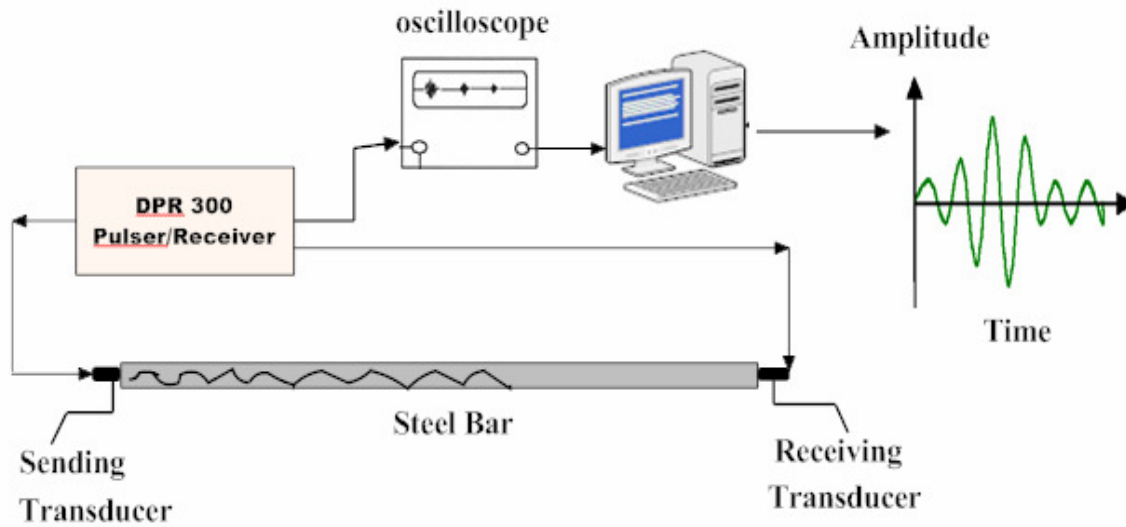 oscilloscope
Amplitude
DPR 300
Pulser/Receiver
Time
Steel Bar
Sending
Transducer
Receiving
Transducer